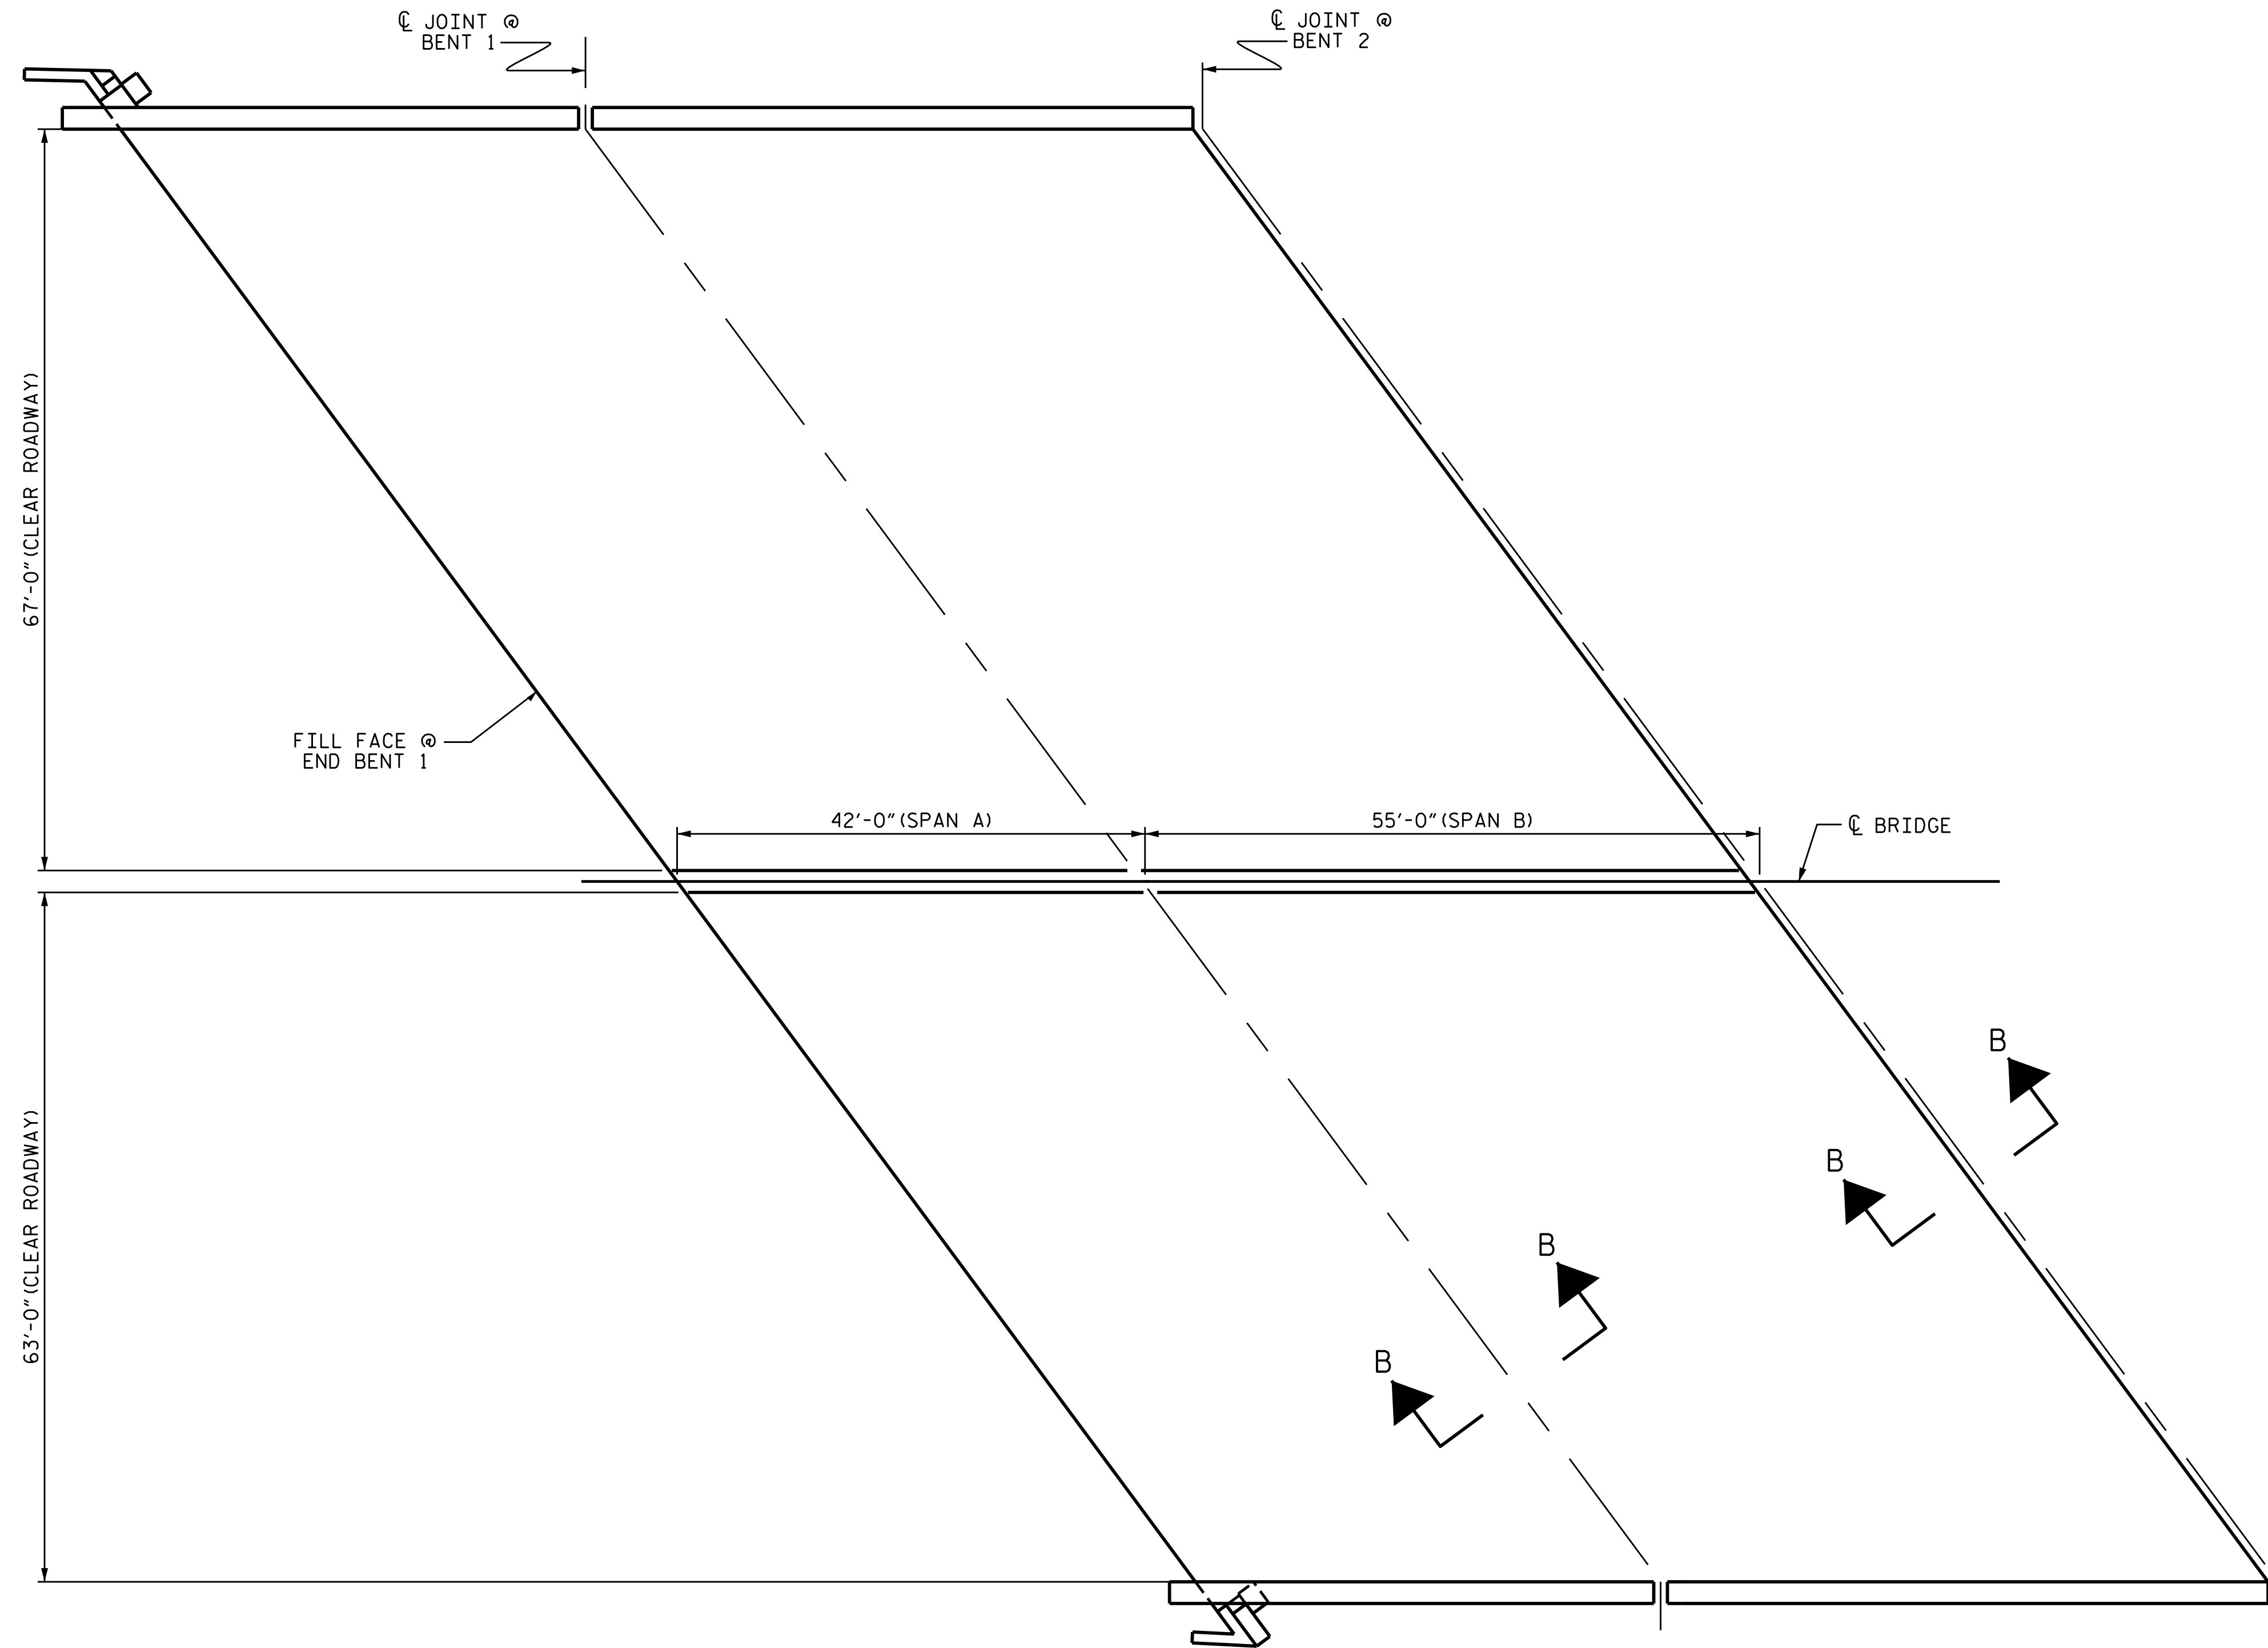 ℄ JOINT @
BENT 1
℄ JOINT @
BENT 2
67'-0"(CLEAR ROADWAY)
FILL FACE @
END BENT 1
42'-0"(SPAN A)
55'-0"(SPAN B)
℄ BRIDGE
63'-0"(CLEAR ROADWAY)
B
B
B
B